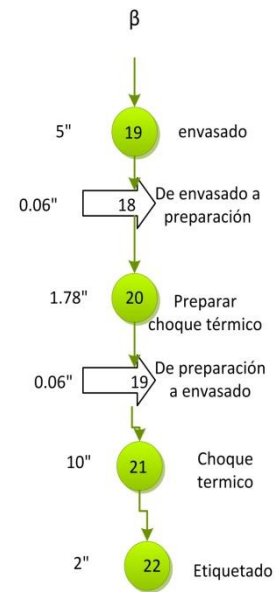 β
5" 19 envasado
0.06" 18 De envasado a
preparación
1.78" 20 Preparar
choque térmico
0.06" 19 De preparación
a envasado
10" 21 Choque
termico
2" 22 Etiquetado